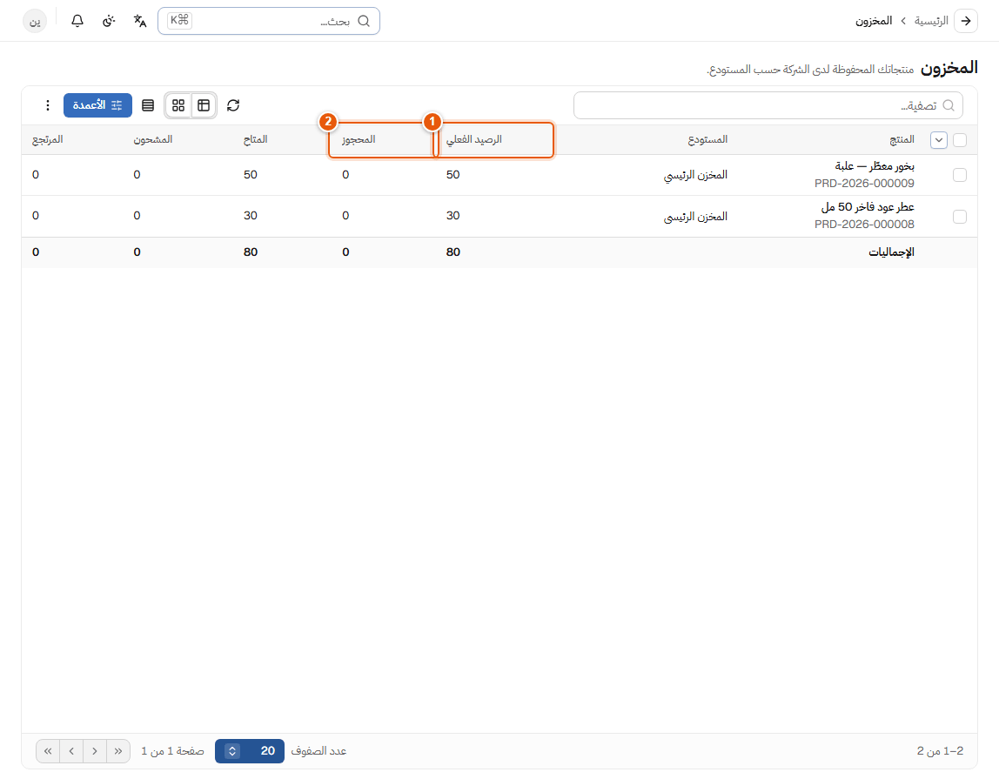 الرئيسية
المخزون
بحث...
K⌘
ين
المخزون
منتجاتك المحفوظة لدى الشركة حسب المستودع.
تصفية...
الأعمدة
1
2
المنتج المستودع الرصيد الفعلي المحجوز المتاح المشحون المرتجع
بخور معطّر — علبة
PRD-2026-000009
المخزن الرئيسي 50 0 50 0 0
عطر عود فاخر 50 مل
PRD-2026-000008
المخزن الرئيسي 30 0 30 0 0
الإجماليات 80 0 80 0 0
1–2 من 2
عدد الصفوف 20 صفحة 1 من 1